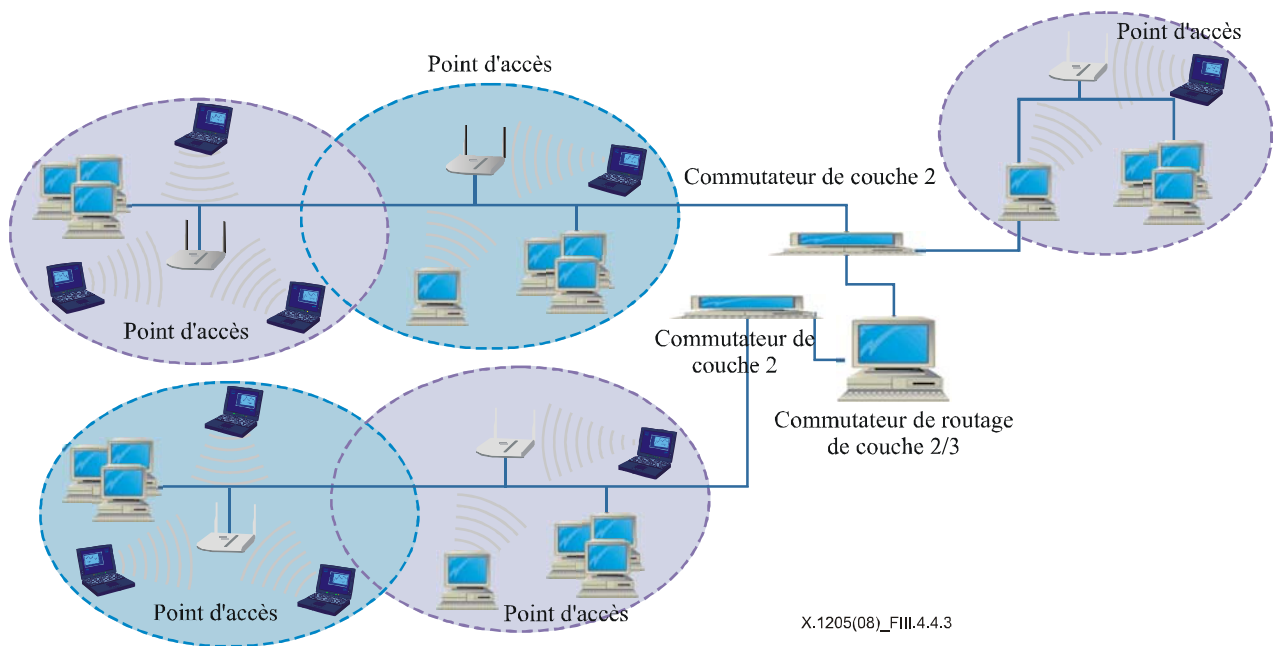 Point d'accès
Point d'accès
Commutateur de couche 2
Point d'accès
Commutateur de
couche 2
Commutateur de routage
de couche 2/3
Point d'accès
Point d'accès
X.1205(08)_FIII.4.4.3